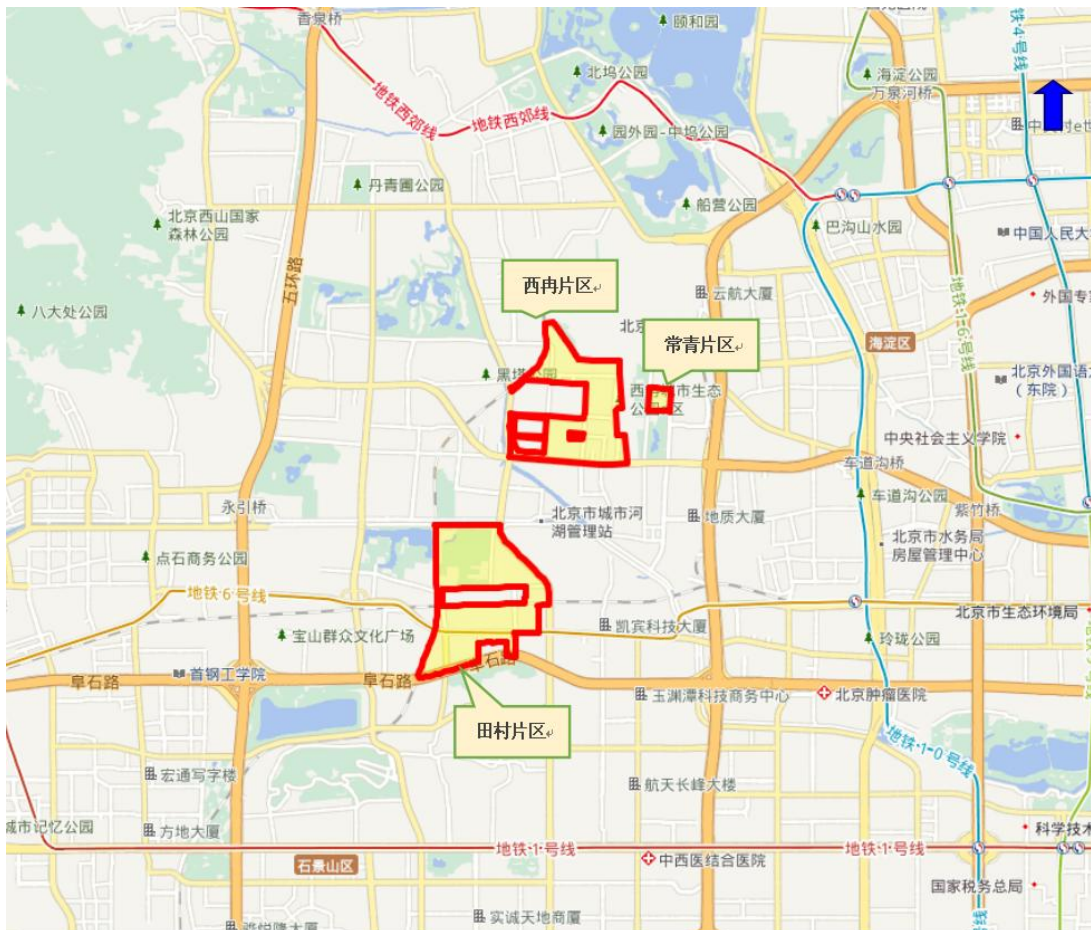 香泉桥
颐和园
北坞公园
海淀公园
万泉河桥
地铁·4·号线
地铁西郊线
地铁西郊线
园外园-中坞公园
丹青圃公园
船营公园
北京西山国家
森林公园
巴沟山水园
中国人民大
五环路
西冉片区
云航大厦
地铁·1·6·号线
外国专
八大处公园
常青片区
海淀区
黑塔公园
北京外国语
（东院）
中央社会主义学院
车道沟桥
永引桥
北京市城市河
湖管理站
地质大厦
车道沟公园
紫竹桥
北京市水务局
房屋管理中心
点石商务公园
地铁·6·号线
凯宾科技大厦
北京市生态环境局
宝山群众文化广场
玲珑公园
首钢工学院
阜石路
阜石路
阜石路
玉渊潭科技商务中心
北京肿瘤医院
田村片区
地铁·1·0·号线
宏通写字楼
航天长峰大楼
城市记忆公园
方地大厦
科学技术
地铁·1·号线
地铁·1·号线
石景山区
中西医结合医院
国家税务总局
实诚天地商厦